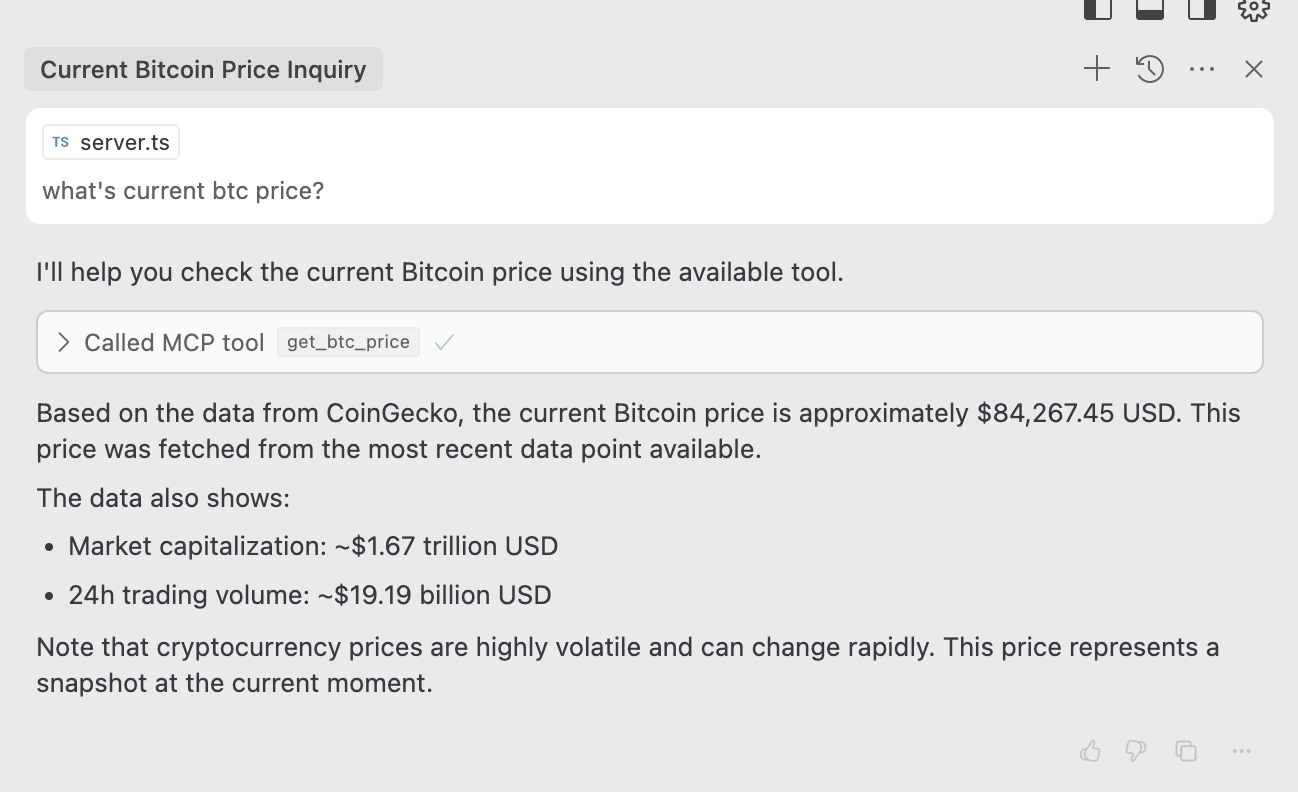 Current Bitcoin Price Inquiry
TS server.ts
what's current btc price?
I'll help you check the current Bitcoin price using the available tool.
Called MCP tool get_btc_price
Based on the data from CoinGecko, the current Bitcoin price is approximately $84,267.45 USD. This
price was fetched from the most recent data point available.
The data also shows:
• Market capitalization: ~$1.67 trillion USD
• 24h trading volume: ~$19.19 billion USD
Note that cryptocurrency prices are highly volatile and can change rapidly. This price represents a
snapshot at the current moment.